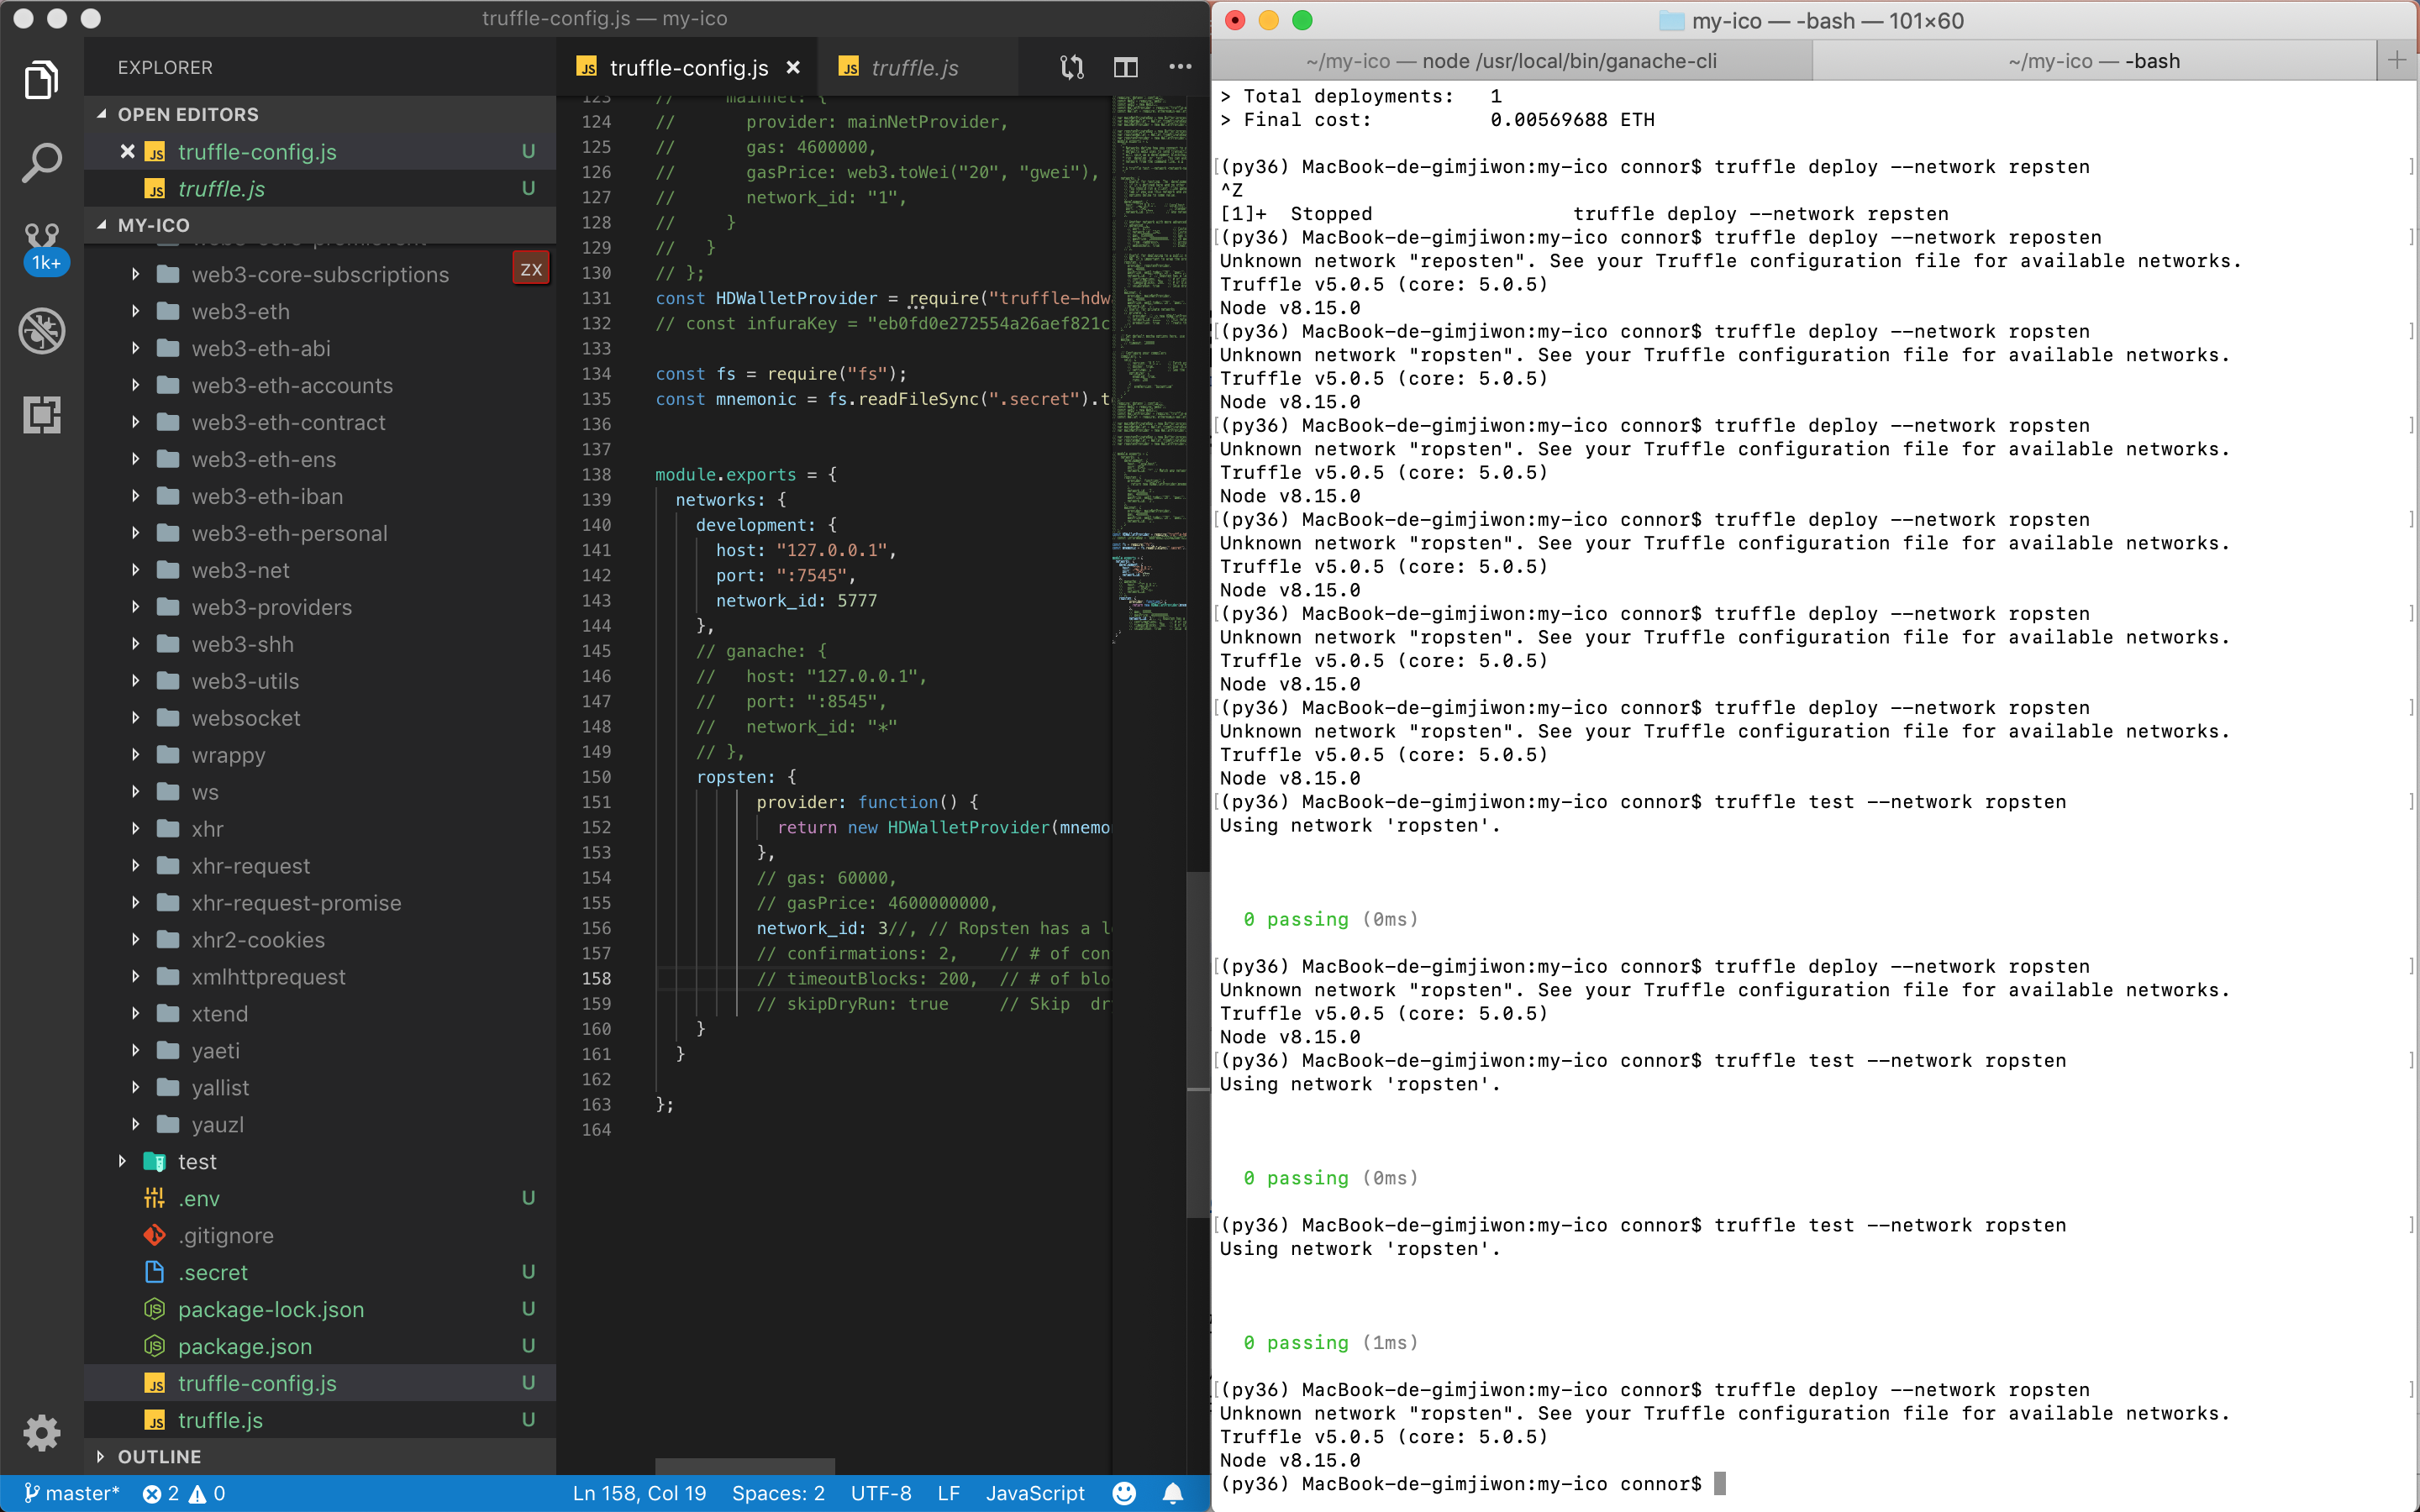 truffle-config.js — my-ico
EXPLORER
OPEN EDITORS
truffle-config.js U
truffle.js U
MY-ICO
web3-core-subscriptions
web3-eth
web3-eth-abi
web3-eth-accounts
web3-eth-contract
web3-eth-ens
web3-eth-iban
web3-eth-personal
web3-net
web3-providers
web3-shh
web3-utils
websocket
wrappy
ws
xhr
xhr-request
xhr-request-promise
xhr2-cookies
xmlhttprequest
xtend
yaeti
yallist
yauzl
test
.env U
.gitignore
.secret U
package-lock.json U
package.json U
truffle-config.js U
truffle.js U
OUTLINE
1k+
ZX
truffle-config.js × truffle.js
123 // mainnet: {
124 // provider: mainNetProvider,
125 // gas: 4600000,
126 // gasPrice: web3.toWei("20", "gwei"),
127 // network_id: "1",
128 // }
129 // }
130 // };
131 const HDWalletProvider = require("truffle-hdw
132 // const infuraKey = "eb0fd0e272554a26aef821c
133
134 const fs = require("fs");
135 const mnemonic = fs.readFileSync(".secret").t
136
137
138 module.exports = {
139 networks: {
140 development: {
141 host: "127.0.0.1",
142 port: ":7545",
143 network_id: 5777
144 },
145 // ganache: {
146 // host: "127.0.0.1",
147 // port: ":8545",
148 // network_id: "*"
149 // },
150 ropsten: {
151 provider: function() {
152 return new HDWalletProvider(mnemo
153 },
154 // gas: 60000,
155 // gasPrice: 4600000000,
156 network_id: 3//, // Ropsten has a l
157 // confirmations: 2, // # of con
158 // timeoutBlocks: 200, // # of blo
159 // skipDryRun: true // Skip dr
160 }
161 }
162
163 };
164
master* 2 0 Ln 158, Col 19 Spaces: 2 UTF-8 LF JavaScript
my-ico — -bash — 101×60
~/my-ico — node /usr/local/bin/ganache-cli ~/my-ico — -bash
> Total deployments: 1
> Final cost: 0.00569688 ETH
[(py36) MacBook-de-gimjiwon:my-ico connor$ truffle deploy --network repsten ]
^Z
[1]+ Stopped truffle deploy --network repsten
[(py36) MacBook-de-gimjiwon:my-ico connor$ truffle deploy --network reposten ]
Unknown network "reposten". See your Truffle configuration file for available networks.
Truffle v5.0.5 (core: 5.0.5)
Node v8.15.0
[(py36) MacBook-de-gimjiwon:my-ico connor$ truffle deploy --network ropsten ]
Unknown network "ropsten". See your Truffle configuration file for available networks.
Truffle v5.0.5 (core: 5.0.5)
Node v8.15.0
[(py36) MacBook-de-gimjiwon:my-ico connor$ truffle deploy --network ropsten ]
Unknown network "ropsten". See your Truffle configuration file for available networks.
Truffle v5.0.5 (core: 5.0.5)
Node v8.15.0
[(py36) MacBook-de-gimjiwon:my-ico connor$ truffle deploy --network ropsten ]
Unknown network "ropsten". See your Truffle configuration file for available networks.
Truffle v5.0.5 (core: 5.0.5)
Node v8.15.0
[(py36) MacBook-de-gimjiwon:my-ico connor$ truffle deploy --network ropsten ]
Unknown network "ropsten". See your Truffle configuration file for available networks.
Truffle v5.0.5 (core: 5.0.5)
Node v8.15.0
[(py36) MacBook-de-gimjiwon:my-ico connor$ truffle deploy --network ropsten ]
Unknown network "ropsten". See your Truffle configuration file for available networks.
Truffle v5.0.5 (core: 5.0.5)
Node v8.15.0
[(py36) MacBook-de-gimjiwon:my-ico connor$ truffle test --network ropsten ]
Using network 'ropsten'.
0 passing (0ms)
[(py36) MacBook-de-gimjiwon:my-ico connor$ truffle deploy --network ropsten ]
Unknown network "ropsten". See your Truffle configuration file for available networks.
Truffle v5.0.5 (core: 5.0.5)
Node v8.15.0
[(py36) MacBook-de-gimjiwon:my-ico connor$ truffle test --network ropsten ]
Using network 'ropsten'.
0 passing (0ms)
[(py36) MacBook-de-gimjiwon:my-ico connor$ truffle test --network ropsten ]
Using network 'ropsten'.
0 passing (1ms)
[(py36) MacBook-de-gimjiwon:my-ico connor$ truffle deploy --network ropsten ]
Unknown network "ropsten". See your Truffle configuration file for available networks.
Truffle v5.0.5 (core: 5.0.5)
Node v8.15.0
(py36) MacBook-de-gimjiwon:my-ico connor$